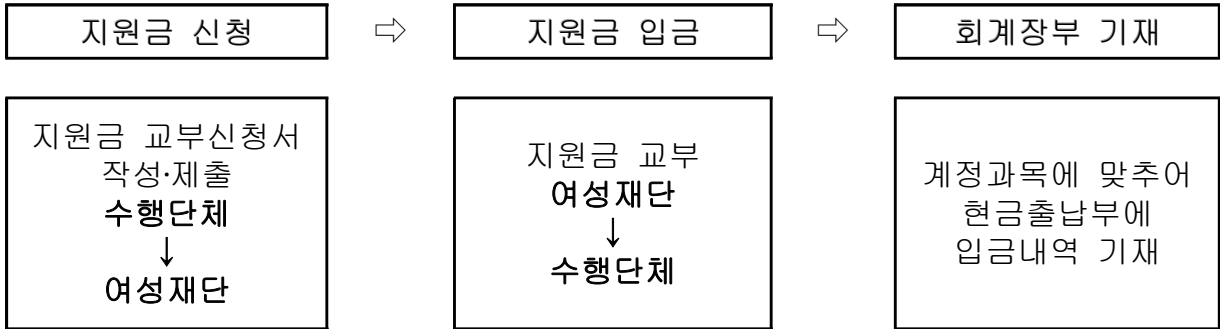 지원금 신청 ⇨ 지원금 입금 ⇨ 회계장부 기재
지원금 교부신청서
작성·제출
수행단체
↓
여성재단
지원금 교부
여성재단
↓
수행단체
계정과목에 맞추어
현금출납부에
입금내역 기재